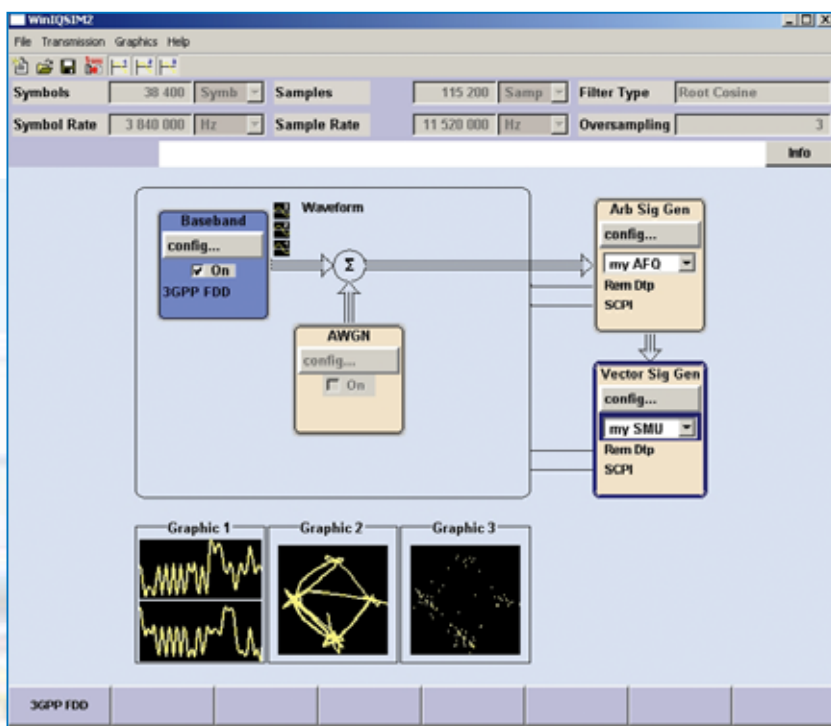 WinIQSIM2
File Transmission Graphics Help
Symbols 38 400 Symb Samples 115 200 Samp Filter Type Root Cosine
Symbol Rate 3 840 000 Hz Sample Rate 11 520 000 Hz Oversampling 3
Info
Baseband
config...
On
3GPP FDD
Waveform
Σ
AWGN
config...
On
Arb Sig Gen
config...
my AFQ
Rem Dtp
SCPI
Vector Sig Gen
config...
my SMU
Rem Dtp
SCPI
Graphic 1 Graphic 2 Graphic 3
3GPP FDD